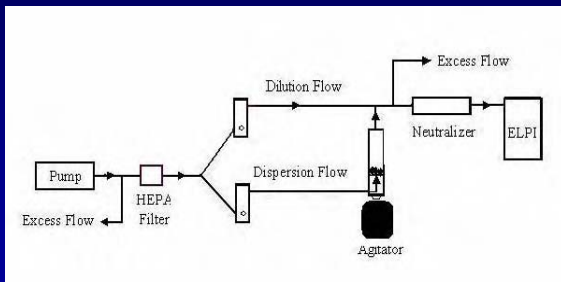 Excess Flow
Dilution Flow
Neutralizer
ELPI
Pump
Dispersion Flow
HEPA
Filter
Excess Flow
Agitator